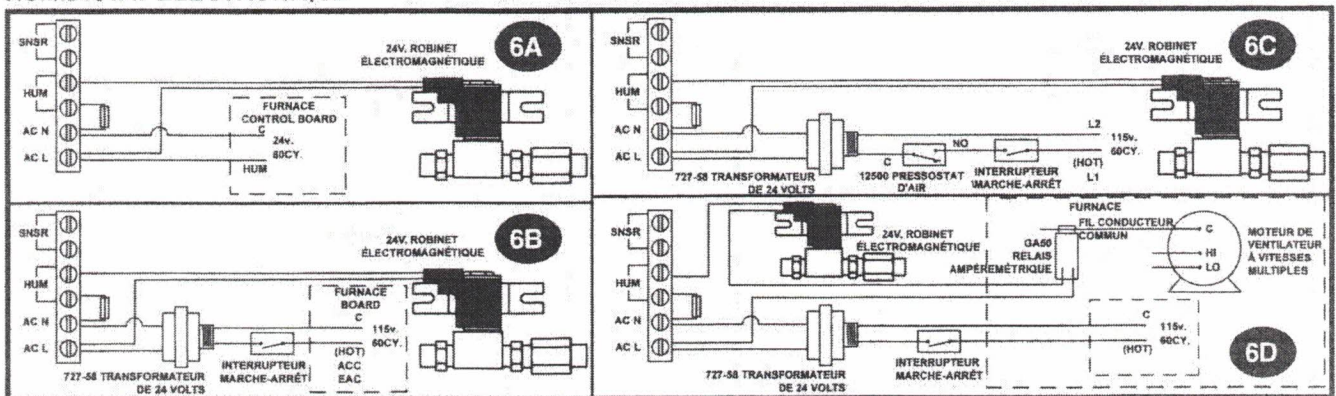 SNSR
HUM
AC N
AC L
24V. ROBINET
ÉLECTROMAGNÉTIQUE
6A
FURNACE
CONTROL BOARD
C
24v.
60CY.
HUM
SNSR
HUM
AC N
AC L
24V. ROBINET
ÉLECTROMAGNÉTIQUE
6C
L2
115v.
60CY.
(HOT)
L1
NO
C
727-58 TRANSFORMATEUR
DE 24 VOLTS
12500 PRESSOSTAT
D'AIR
INTERRUPTEUR
MARCHE-ARRÊT
SNSR
HUM
AC N
AC L
24V. ROBINET
ÉLECTROMAGNÉTIQUE
6B
FURNACE
BOARD
C
115v.
60CY.
(HOT)
ACC
EAC
727-58 TRANSFORMATEUR
DE 24 VOLTS
INTERRUPTEUR
MARCHE-ARRÊT
SNSR
HUM
AC N
AC L
24V. ROBINET
ÉLECTROMAGNÉTIQUE
FURNACE
FIL CONDUCTEUR
COMMUN
GA50
RELAIS
AMPÉREMÉTRIQUE
C
HI
LO
MOTEUR DE
VENTILATEUR
À VITESSES
MULTIPLES
C
115v.
60CY.
(HOT)
727-58 TRANSFORMATEUR
DE 24 VOLTS
INTERRUPTEUR
MARCHE-ARRÊT
6D